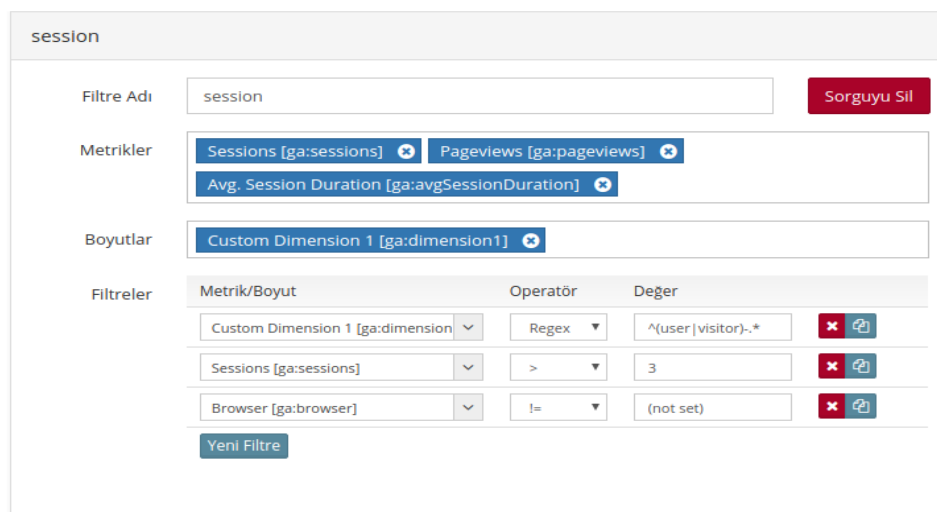 session
Filtre Adı session Sorguyu Sil
Metrikler Sessions [ga:sessions] Pageviews [ga:pageviews]
Avg. Session Duration [ga:avgSessionDuration]
Boyutlar Custom Dimension 1 [ga:dimension1]
Filtreler Metrik/Boyut Operatör Değer
Custom Dimension 1 [ga:dimension Regex ^(user|visitor)-.*
Sessions [ga:sessions] > 3
Browser [ga:browser] != (not set)
Yeni Filtre